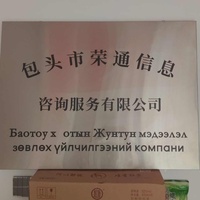 包头市荣通信息
咨询服务有限公司
Баотоу х отын Жунтун мэдээлэл
зөвлөх үйлчилгээний компани